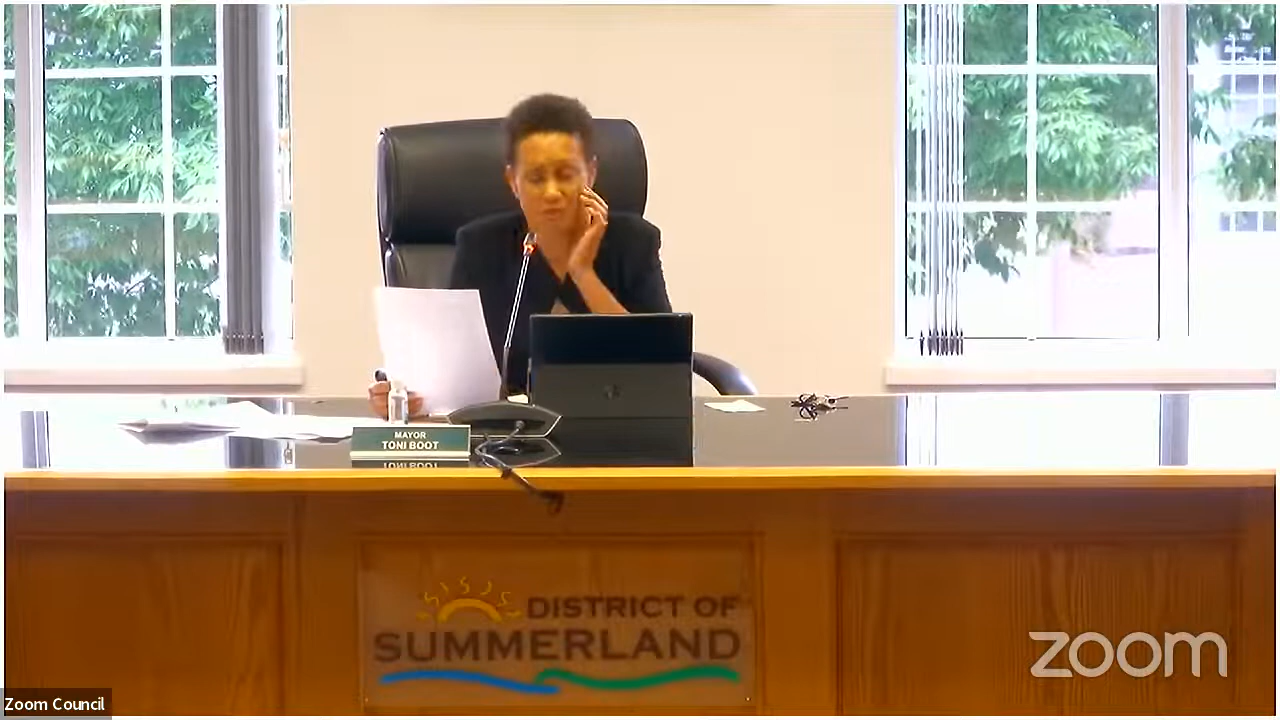 MAYOR
TONI BOOT
DISTRICT OF
SUMMERLAND
zoom
Zoom Council